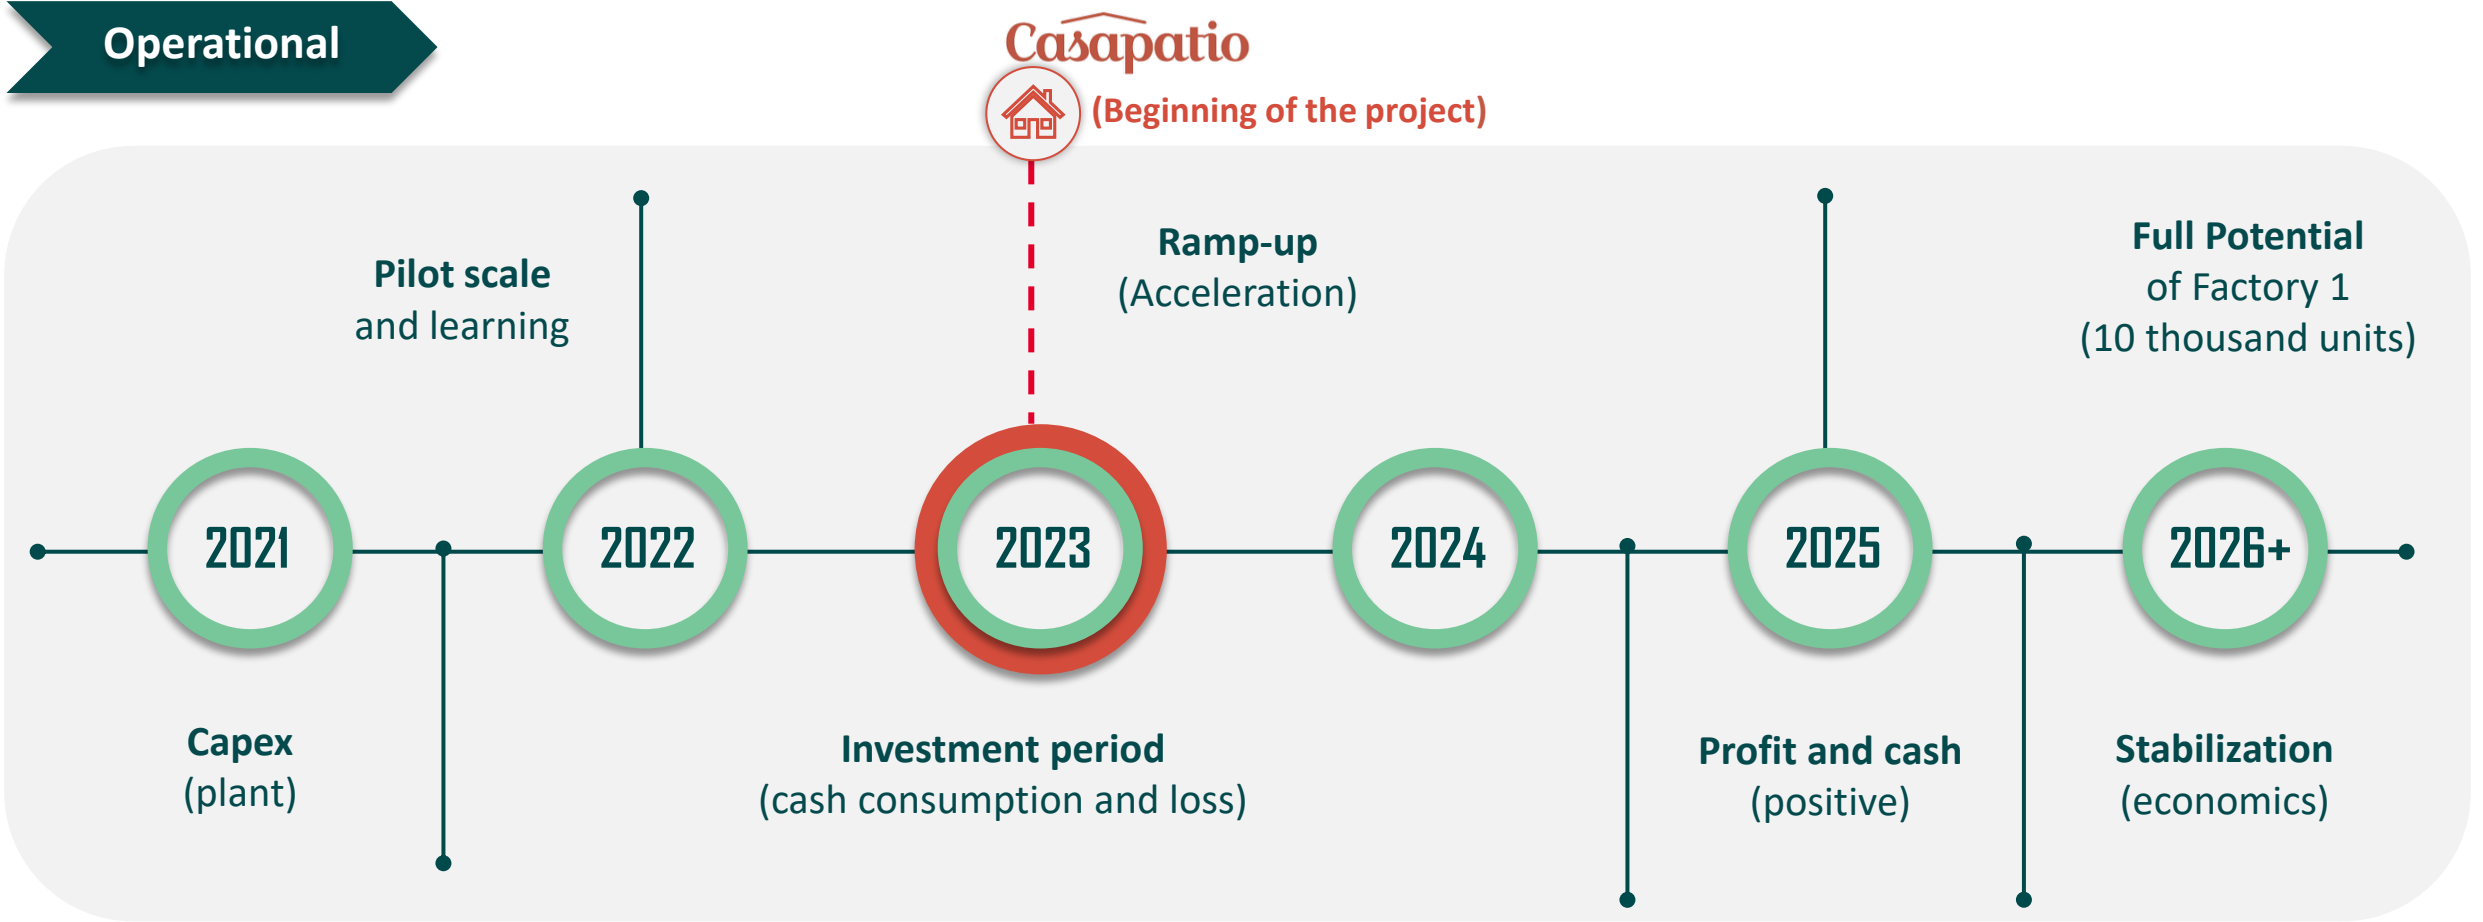 Operational
Casapatio
(Beginning of the project)
Pilot scale
and learning
Ramp-up
(Acceleration)
Full Potential
of Factory 1
(10 thousand units)
2021
2022
2023
2024
2025
2026+
Capex
(plant)
Investment period
(cash consumption and loss)
Profit and cash
(positive)
Stabilization
(economics)